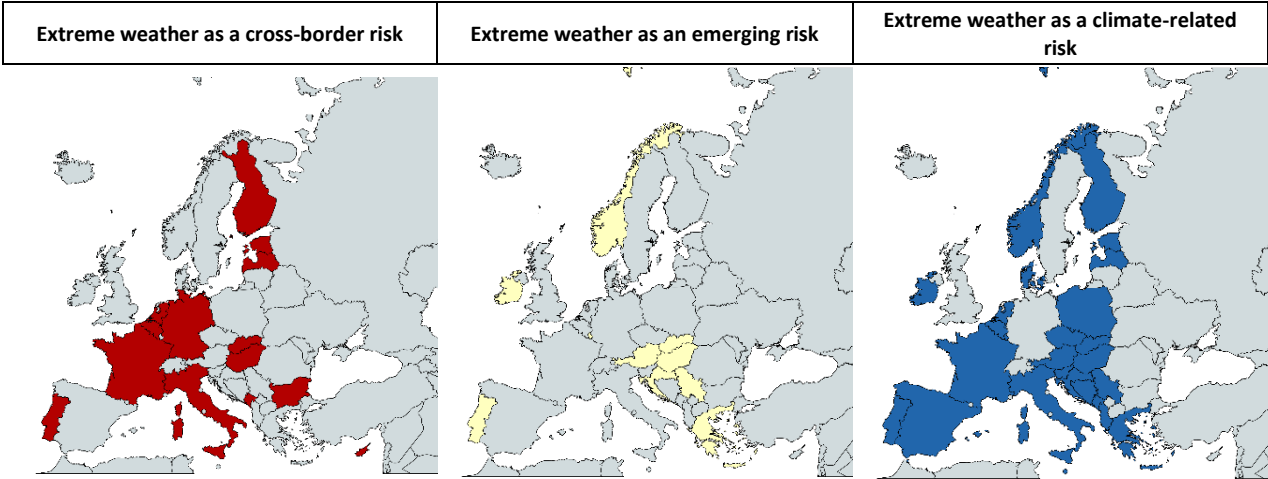 Extreme weather as a cross-border risk
Extreme weather as an emerging risk
Extreme weather as a climate-related
risk